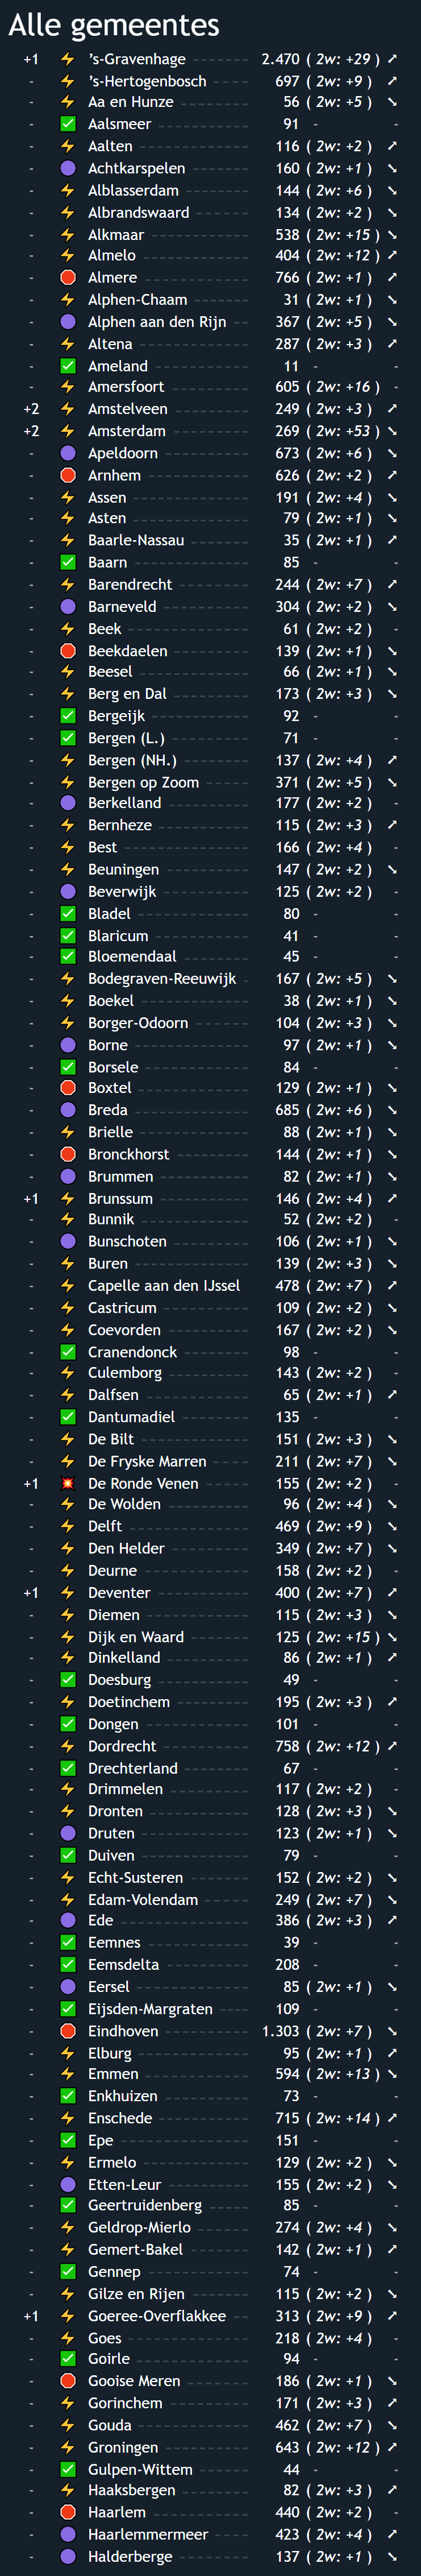 Alle gemeentes
+1 ⚡ ’s-Gravenhage 2.470 ( 2w: +29 ) ➚
- ⚡ ’s-Hertogenbosch 697 ( 2w: +9 ) ➚
- ⚡ Aa en Hunze 56 ( 2w: +5 ) ➘
- ✅ Aalsmeer 91 - -
- ⚡ Aalten 116 ( 2w: +2 ) ➚
- 🟣 Achtkarspelen 160 ( 2w: +1 ) ➘
- ⚡ Alblasserdam 144 ( 2w: +6 ) ➘
- ⚡ Albrandswaard 134 ( 2w: +2 ) ➘
- ⚡ Alkmaar 538 ( 2w: +15 ) ➘
- ⚡ Almelo 404 ( 2w: +12 ) ➚
- 🛑 Almere 766 ( 2w: +1 ) ➚
- ⚡ Alphen-Chaam 31 ( 2w: +1 ) ➘
- 🟣 Alphen aan den Rijn 367 ( 2w: +5 ) ➘
- ⚡ Altena 287 ( 2w: +3 ) ➚
- ✅ Ameland 11 - -
- ⚡ Amersfoort 605 ( 2w: +16 ) -
+2 ⚡ Amstelveen 249 ( 2w: +3 ) ➚
+2 ⚡ Amsterdam 269 ( 2w: +53 ) ➘
- 🟣 Apeldoorn 673 ( 2w: +6 ) ➘
- 🛑 Arnhem 626 ( 2w: +2 ) ➚
- ⚡ Assen 191 ( 2w: +4 ) ➘
- ⚡ Asten 79 ( 2w: +1 ) ➘
- ⚡ Baarle-Nassau 35 ( 2w: +1 ) ➚
- ✅ Baarn 85 - -
- ⚡ Barendrecht 244 ( 2w: +7 ) ➚
- 🟣 Barneveld 304 ( 2w: +2 ) ➘
- ⚡ Beek 61 ( 2w: +2 ) -
- 🛑 Beekdaelen 139 ( 2w: +1 ) ➘
- ⚡ Beesel 66 ( 2w: +1 ) ➘
- ⚡ Berg en Dal 173 ( 2w: +3 ) ➘
- ✅ Bergeijk 92 - -
- ✅ Bergen (L.) 71 - -
- ⚡ Bergen (NH.) 137 ( 2w: +4 ) ➚
- ⚡ Bergen op Zoom 371 ( 2w: +5 ) ➘
- 🟣 Berkelland 177 ( 2w: +2 ) -
- ⚡ Bernheze 115 ( 2w: +3 ) ➚
- ⚡ Best 166 ( 2w: +4 ) -
- ⚡ Beuningen 147 ( 2w: +2 ) ➘
- 🟣 Beverwijk 125 ( 2w: +2 ) -
- ✅ Bladel 80 - -
- ✅ Blaricum 41 - -
- ✅ Bloemendaal 45 - -
- ⚡ Bodegraven-Reeuwijk 167 ( 2w: +5 ) ➘
- ⚡ Boekel 38 ( 2w: +1 ) ➘
- ⚡ Borger-Odoorn 104 ( 2w: +3 ) ➘
- 🟣 Borne 97 ( 2w: +1 ) ➘
- ✅ Borsele 84 - -
- 🛑 Boxtel 129 ( 2w: +1 ) ➘
- 🟣 Breda 685 ( 2w: +6 ) ➘
- ⚡ Brielle 88 ( 2w: +1 ) ➘
- 🛑 Bronckhorst 144 ( 2w: +1 ) ➘
- 🟣 Brummen 82 ( 2w: +1 ) ➘
+1 ⚡ Brunssum 146 ( 2w: +4 ) ➚
- ⚡ Bunnik 52 ( 2w: +2 ) -
- 🟣 Bunschoten 106 ( 2w: +1 ) ➘
- ⚡ Buren 139 ( 2w: +3 ) ➘
- ⚡ Capelle aan den IJssel 478 ( 2w: +7 ) ➚
- ⚡ Castricum 109 ( 2w: +2 ) ➘
- ⚡ Coevorden 167 ( 2w: +2 ) ➘
- ✅ Cranendonck 98 - -
- ⚡ Culemborg 143 ( 2w: +2 ) -
- ⚡ Dalfsen 65 ( 2w: +1 ) ➚
- ✅ Dantumadiel 135 - -
- ⚡ De Bilt 151 ( 2w: +3 ) ➘
- ⚡ De Fryske Marren 211 ( 2w: +7 ) ➘
+1 💥 De Ronde Venen 155 ( 2w: +2 ) -
- ⚡ De Wolden 96 ( 2w: +4 ) ➘
- ⚡ Delft 469 ( 2w: +9 ) ➘
- ⚡ Den Helder 349 ( 2w: +7 ) ➘
- ⚡ Deurne 158 ( 2w: +2 ) -
+1 ⚡ Deventer 400 ( 2w: +7 ) ➚
- ⚡ Diemen 115 ( 2w: +3 ) ➘
- ⚡ Dijk en Waard 125 ( 2w: +15 ) ➘
- ⚡ Dinkelland 86 ( 2w: +1 ) ➚
- ✅ Doesburg 49 - -
- ⚡ Doetinchem 195 ( 2w: +3 ) ➚
- ✅ Dongen 101 - -
- ⚡ Dordrecht 758 ( 2w: +12 ) ➚
- ✅ Drechterland 67 - -
- ⚡ Drimmelen 117 ( 2w: +2 ) -
- ⚡ Dronten 128 ( 2w: +3 ) ➘
- 🟣 Druten 123 ( 2w: +1 ) ➘
- ✅ Duiven 79 - -
- ⚡ Echt-Susteren 152 ( 2w: +2 ) ➘
- ⚡ Edam-Volendam 249 ( 2w: +7 ) ➘
- 🟣 Ede 386 ( 2w: +3 ) ➚
- ✅ Eemnes 39 - -
- ✅ Eemsdelta 208 - -
- 🟣 Eersel 85 ( 2w: +1 ) ➘
- ✅ Eijsden-Margraten 109 - -
- 🛑 Eindhoven 1.303 ( 2w: +7 ) ➘
- ⚡ Elburg 95 ( 2w: +1 ) ➚
- ⚡ Emmen 594 ( 2w: +13 ) ➘
- ✅ Enkhuizen 73 - -
- ⚡ Enschede 715 ( 2w: +14 ) ➚
- ✅ Epe 151 - -
- ⚡ Ermelo 129 ( 2w: +2 ) ➘
- 🟣 Etten-Leur 155 ( 2w: +2 ) ➘
- ✅ Geertruidenberg 85 - -
- ⚡ Geldrop-Mierlo 274 ( 2w: +4 ) ➘
- ⚡ Gemert-Bakel 142 ( 2w: +1 ) ➚
- ✅ Gennep 74 - -
- ⚡ Gilze en Rijen 115 ( 2w: +2 ) ➘
+1 ⚡ Goeree-Overflakkee 313 ( 2w: +9 ) ➚
- ⚡ Goes 218 ( 2w: +4 ) -
- ✅ Goirle 94 - -
- 🛑 Gooise Meren 186 ( 2w: +1 ) ➘
- ⚡ Gorinchem 171 ( 2w: +3 ) ➚
- ⚡ Gouda 462 ( 2w: +7 ) ➘
- ⚡ Groningen 643 ( 2w: +12 ) ➚
- ✅ Gulpen-Wittem 44 - -
- ⚡ Haaksbergen 82 ( 2w: +3 ) ➚
- 🛑 Haarlem 440 ( 2w: +2 ) -
- 🟣 Haarlemmermeer 423 ( 2w: +4 ) ➚
- 🟣 Halderberge 137 ( 2w: +1 ) ➘